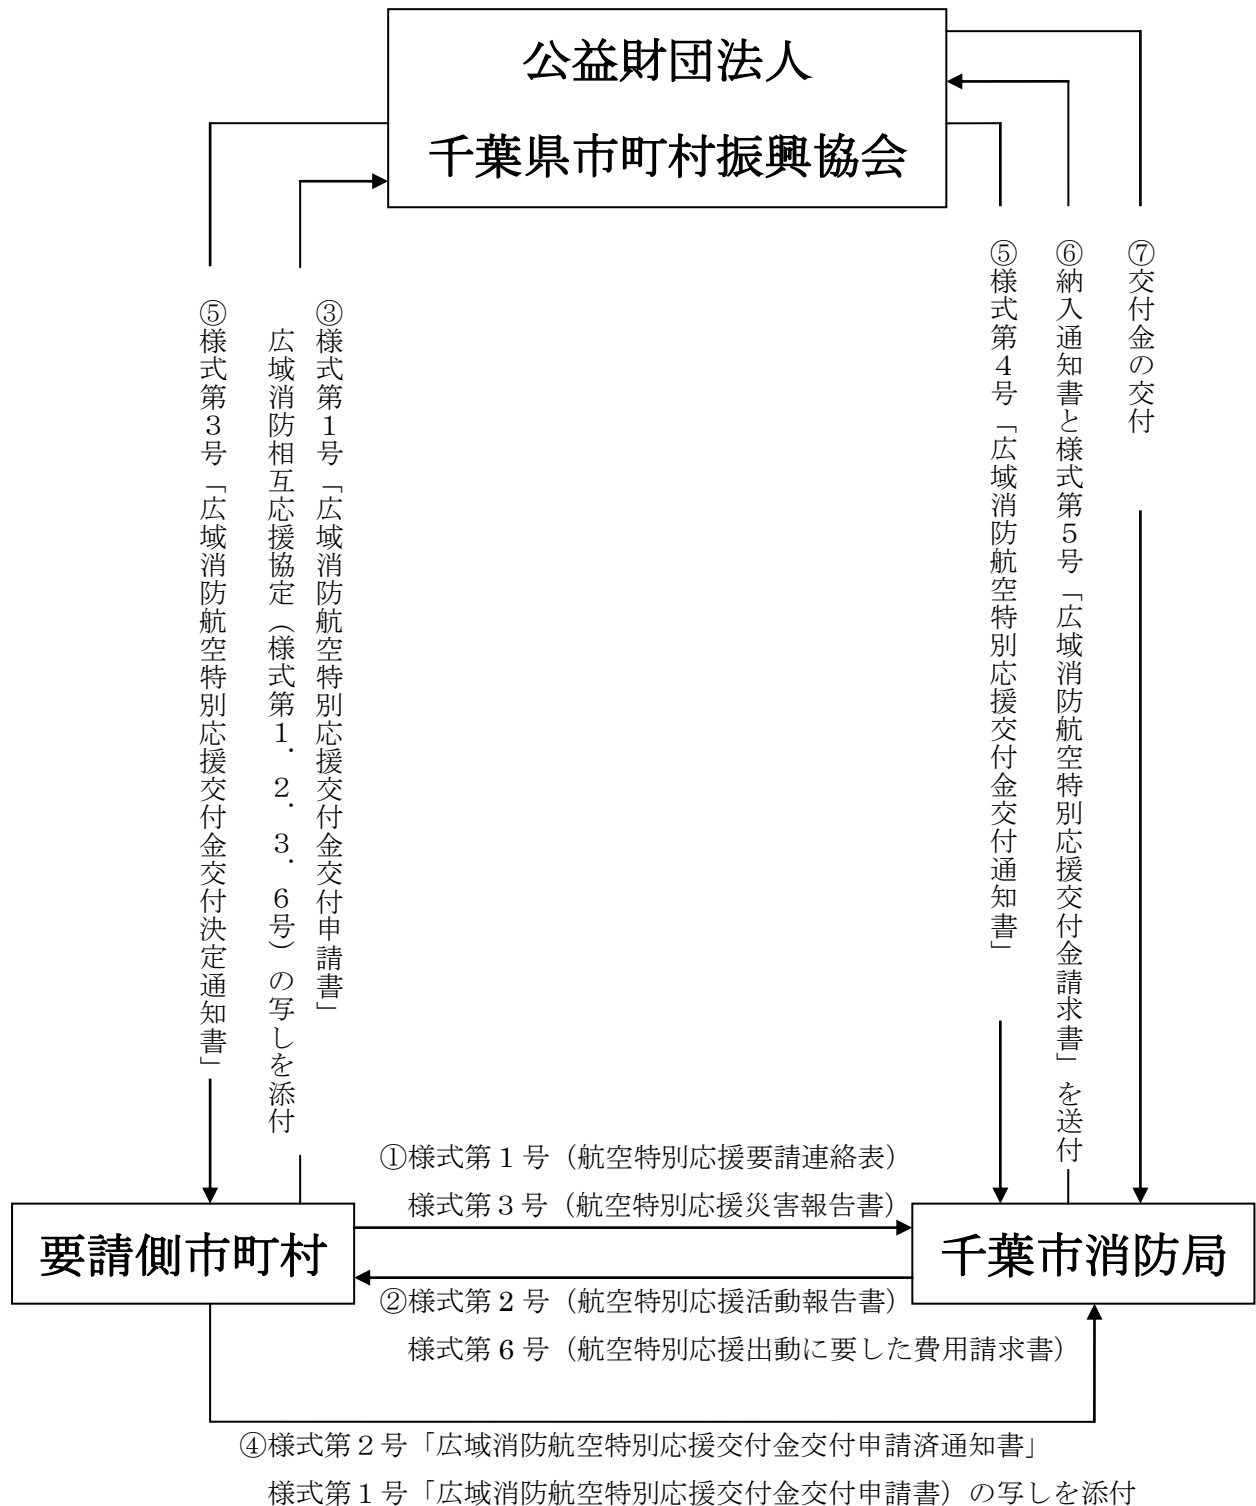 公益財団法人
千葉県市町村振興協会
⑦交付金の交付
⑥納入通知書と様式第５号「広域消防航空特別応援交付金請求書」を送付
⑤様式第４号「広域消防航空特別応援交付金交付通知書」
③様式第１号「広域消防航空特別応援交付金交付申請書」
広域消防相互応援協定（様式第１．２．３．６号）の写しを添付
⑤様式第３号「広域消防航空特別応援交付金交付決定通知書」
①様式第１号（航空特別応援要請連絡表）
様式第３号（航空特別応援災害報告書）
要請側市町村
千葉市消防局
②様式第２号（航空特別応援活動報告書）
様式第６号（航空特別応援出動に要した費用請求書）
④様式第２号「広域消防航空特別応援交付金交付申請済通知書」
様式第１号「広域消防航空特別応援交付金交付申請書）の写しを添付